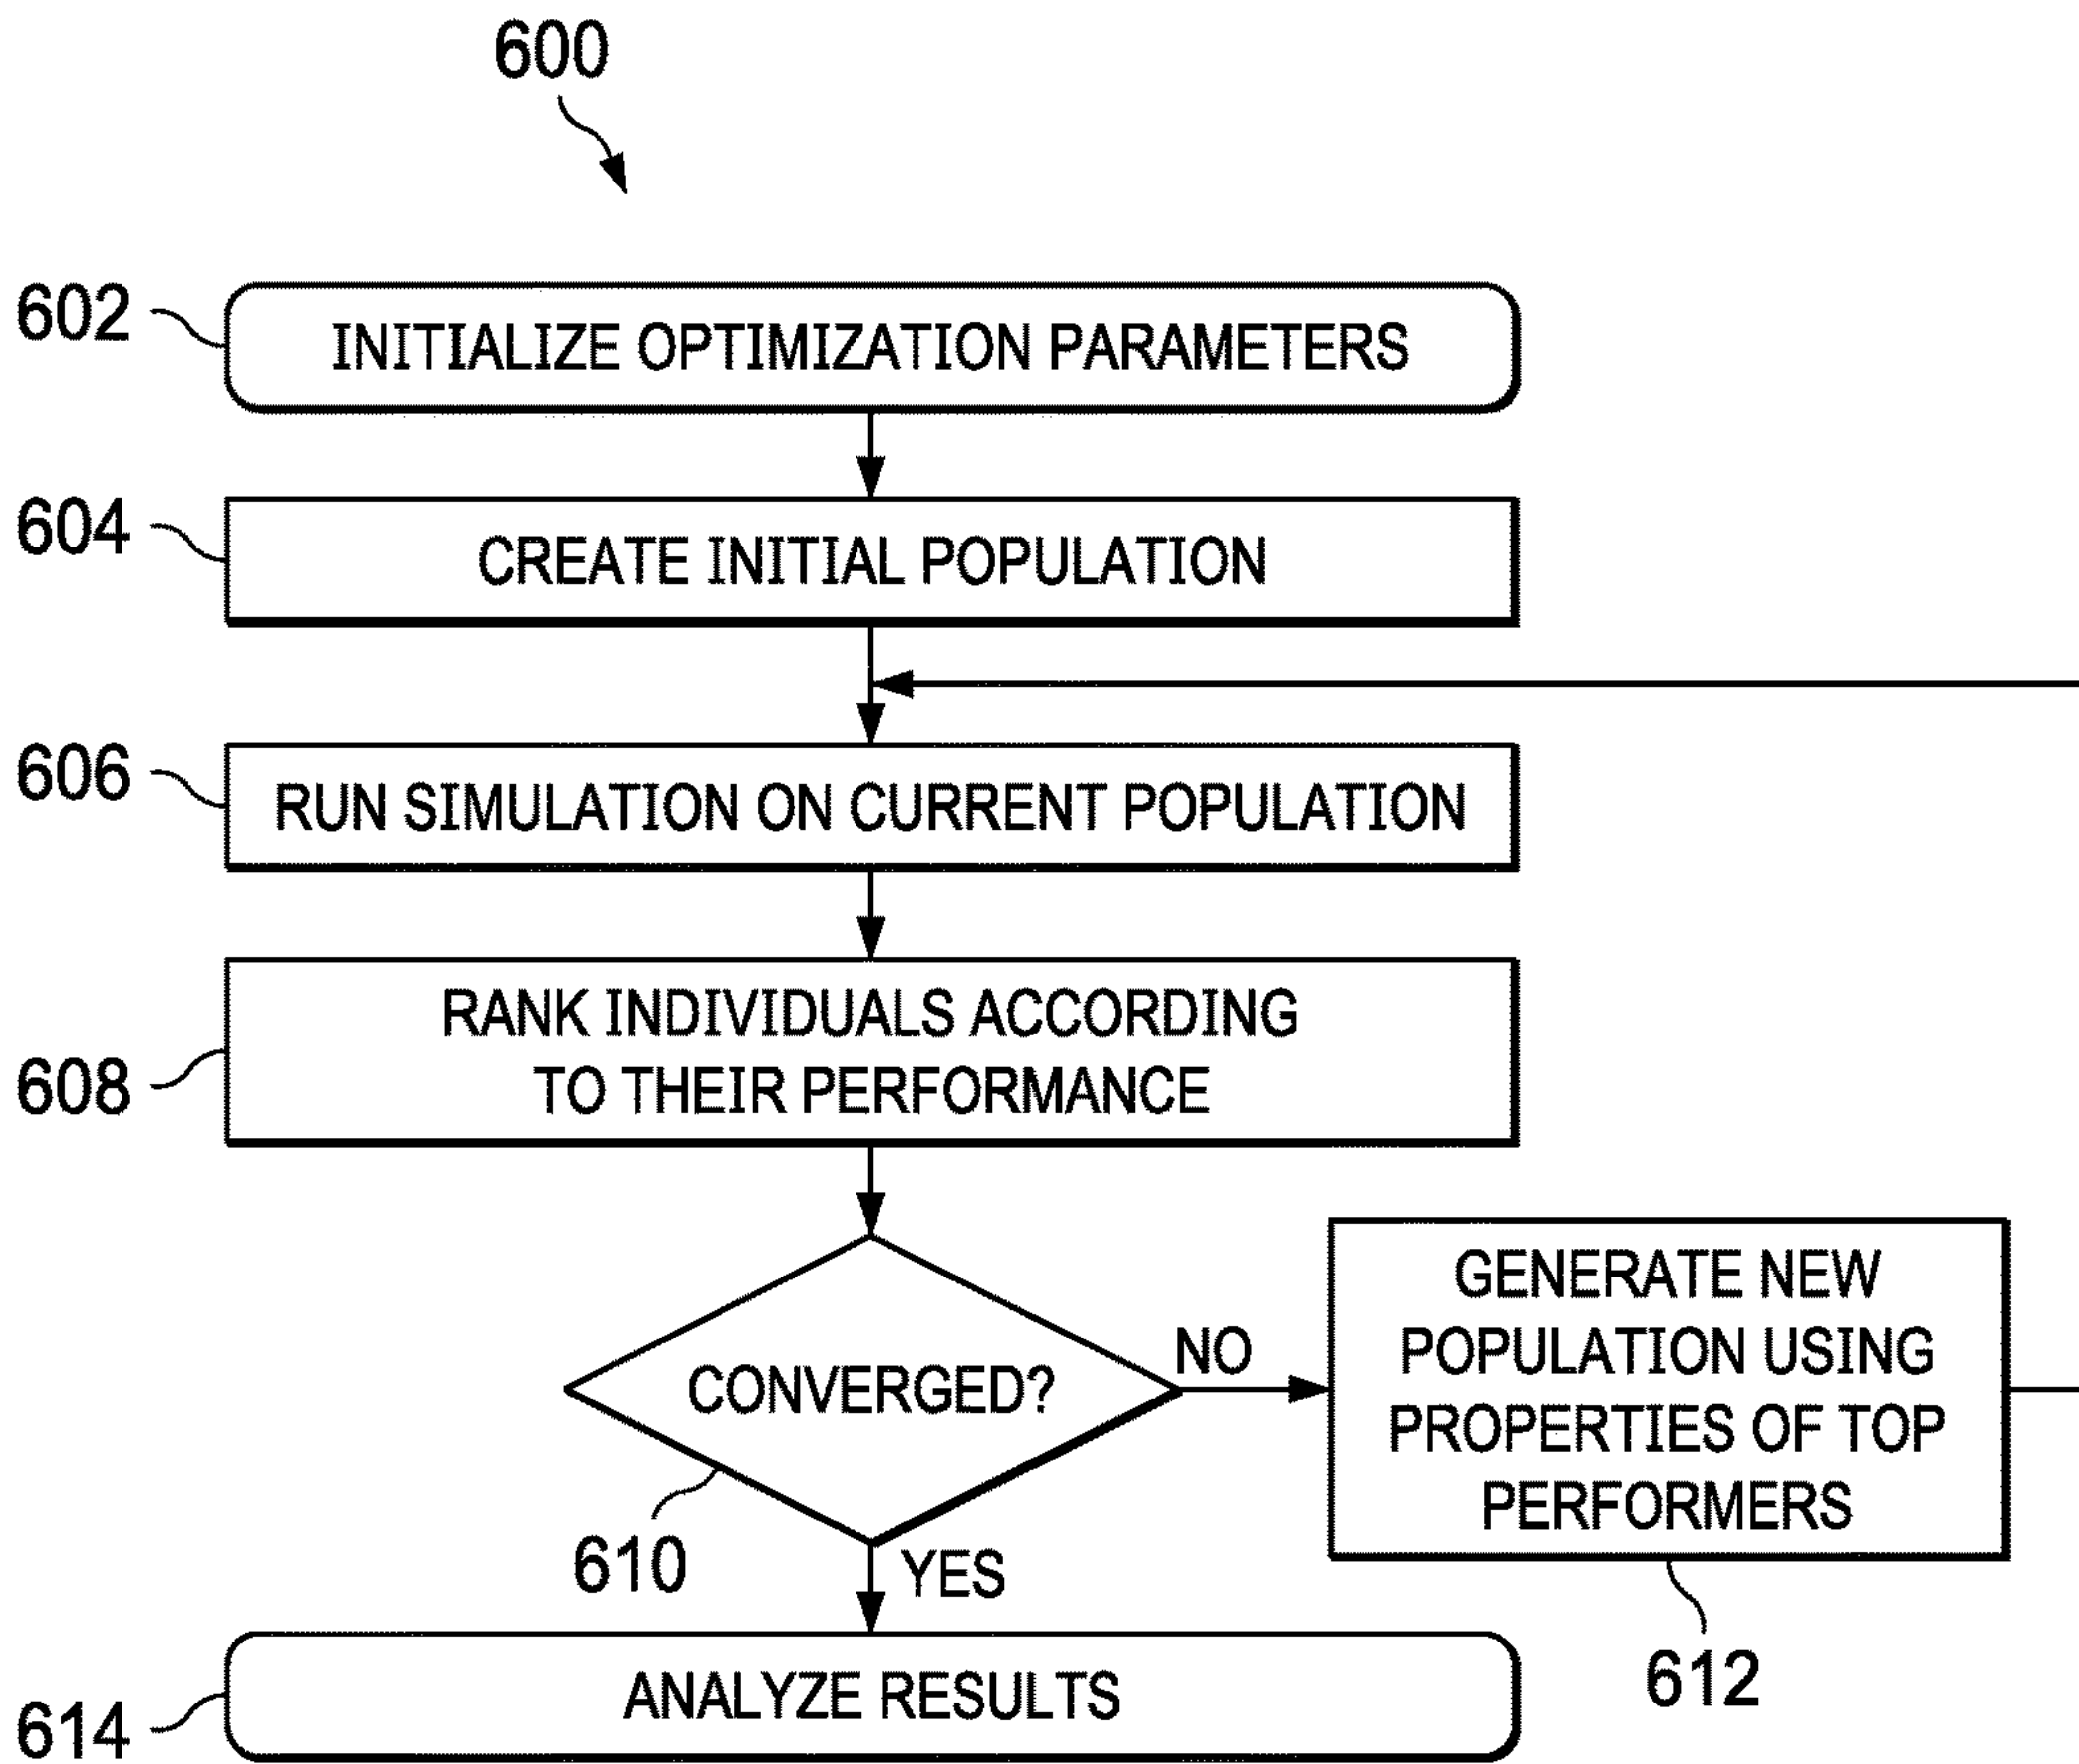 600
602
INITIALIZE OPTIMIZATION PARAMETERS
604
CREATE INITIAL POPULATION
606
RUN SIMULATION ON CURRENT POPULATION
608
RANK INDIVIDUALS ACCORDING
TO THEIR PERFORMANCE
CONVERGED?
610
NO
GENERATE NEW
POPULATION USING
PROPERTIES OF TOP
PERFORMERS
612
YES
614
ANALYZE RESULTS